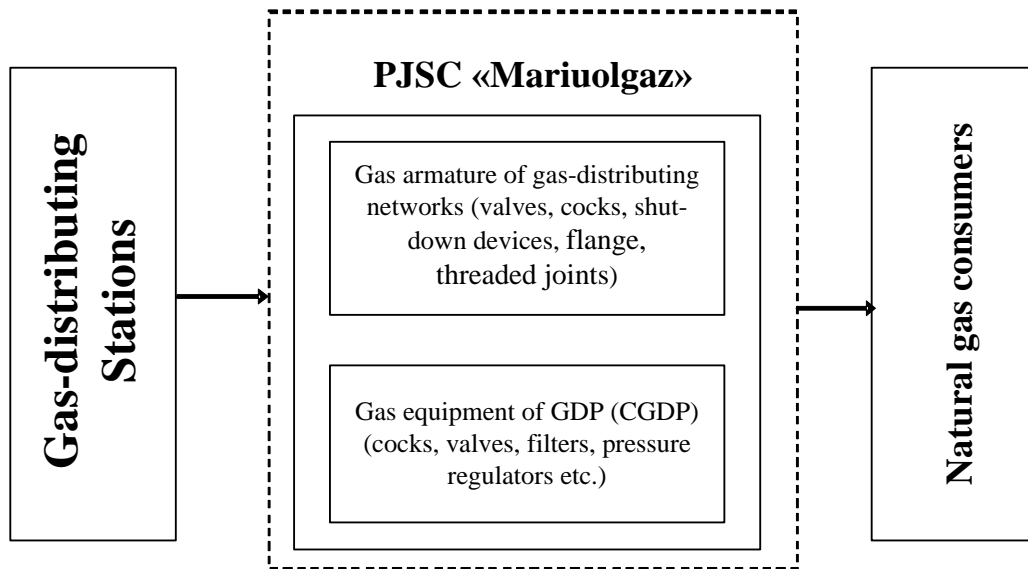 Gas-distributing
Stations
PJSC «Mariuolgaz»
Gas armature of gas-distributing
networks (valves, cocks, shut-
down devices, flange,
threaded joints)
Gas equipment of GDP (CGDP)
(cocks, valves, filters, pressure
regulators etc.)
Natural gas consumers